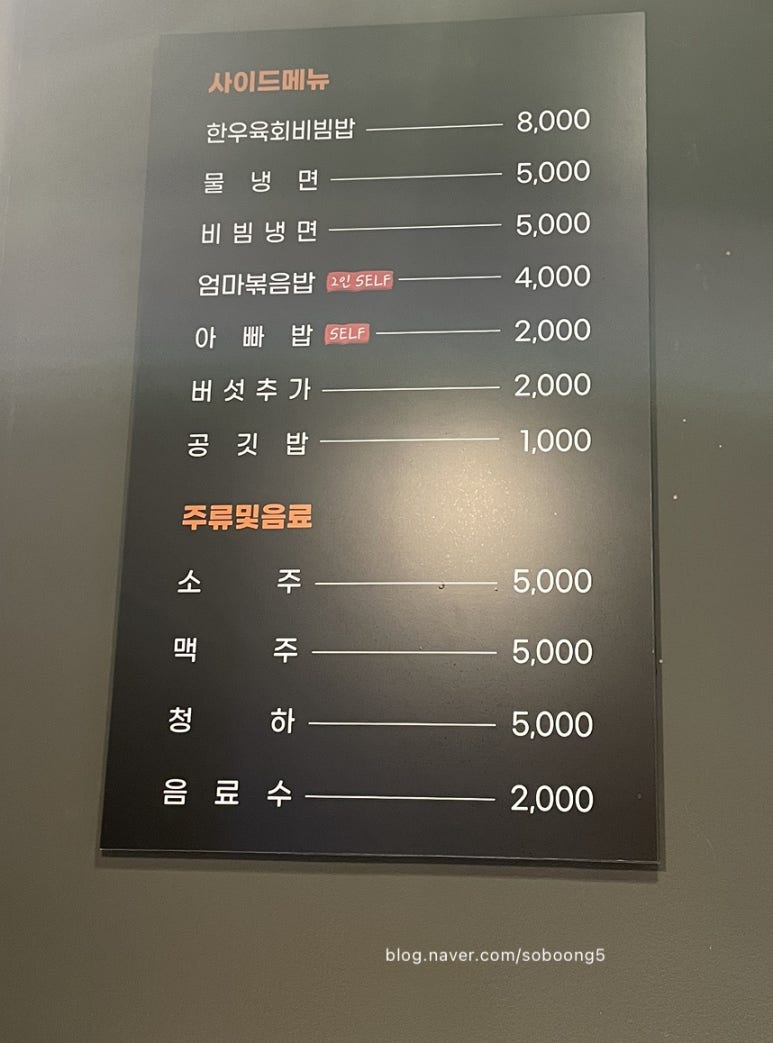 사이드메뉴
한우육회비빔밥 8,000
물 냉 면 5,000
비 빔 냉 면 5,000
엄마볶음밥 2인 SELF 4,000
아 빠 밥 SELF 2,000
버 섯 추 가 2,000
공 깃 밥 1,000
주류및음료
소 주 5,000
맥 주 5,000
청 하 5,000
음 료 수 2,000
blog.naver.com/soboong5